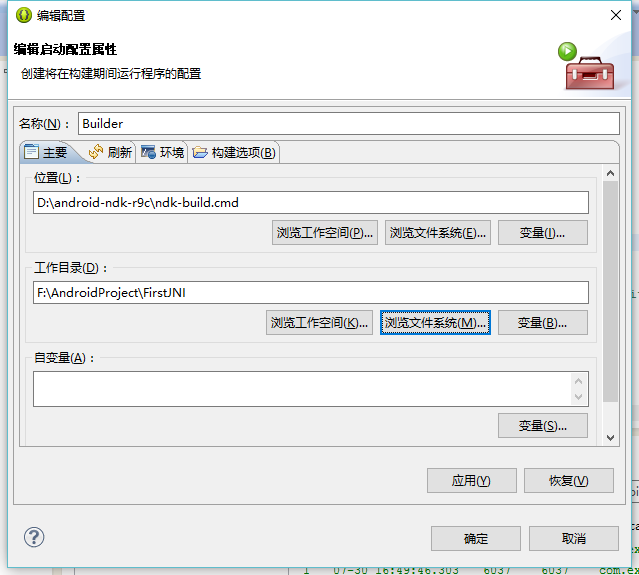 编辑配置
编辑启动配置属性
创建将在构建期间运行程序的配置
名称(N)： Builder
主要 刷新 环境 构建选项(B)
位置(L)：
D:\android-ndk-r9c\ndk-build.cmd
浏览工作空间(P)... 浏览文件系统(E)... 变量(I)...
工作目录(D)：
F:\AndroidProject\FirstJNI
浏览工作空间(K)... 浏览文件系统(M)... 变量(B)...
自变量(A)：
变量(S)...
应用(Y) 恢复(V)
确定 取消
1 07-30 16:49:46.303 6037 6037 com.ex